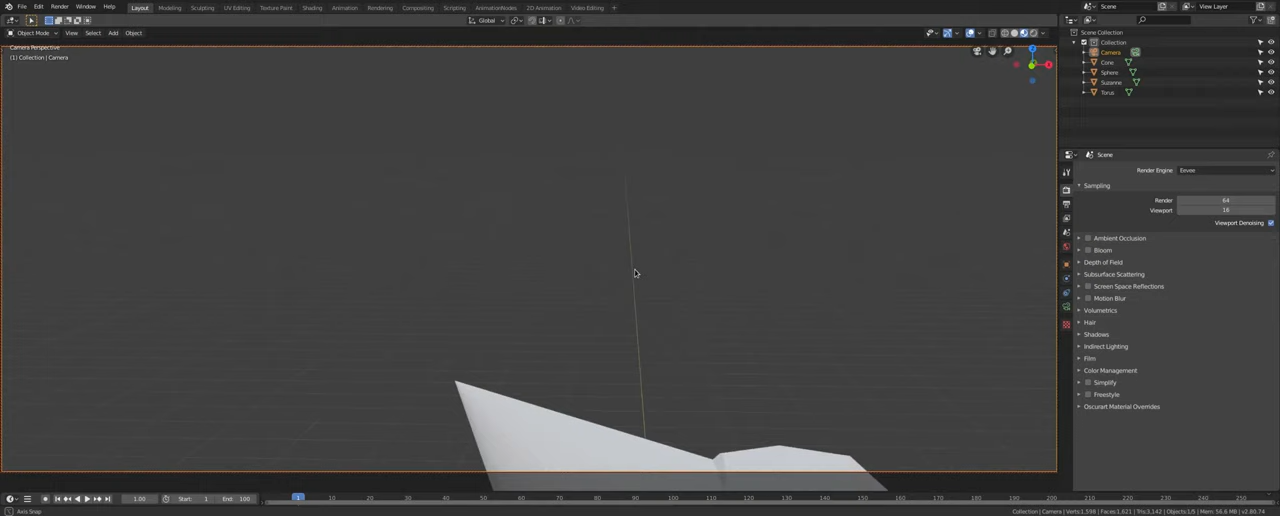 File Edit Render Window Help Layout Modeling Sculpting UV Editing Texture Paint Shading Animation Rendering Compositing Scripting AnimationNodes 2D Animation + Scene View Layer
Global
Object Mode View Select Add Object
Camera Perspective
(1) Collection | Camera
Z
X
Scene Collection
Collection
Camera
Cone
Sphere
Suzanne
Torus
Scene
Render Engine Eevee
Sampling
Render 64
Viewport 16
Viewport Denoising
Ambient Occlusion
Bloom
Depth of Field
Subsurface Scattering
Screen Space Reflections
Motion Blur
Volumetrics
Hair
Shadows
Indirect Lighting
Film
Color Management
Simplify
Freestyle
Oscurart Material Overrides
1.00 Start: 1 End: 100 1 10 20 30 40 50 60 70 80 90 100 110 120 130 140 150 160 170 180 190 200 210 220 230 240 250
Axis Snap Collection | Camera | Verts:1,598 | Faces:1,621 | Tris:3,142 | Objects:1/5 | Mem: 56.6 MB | v2.80.74